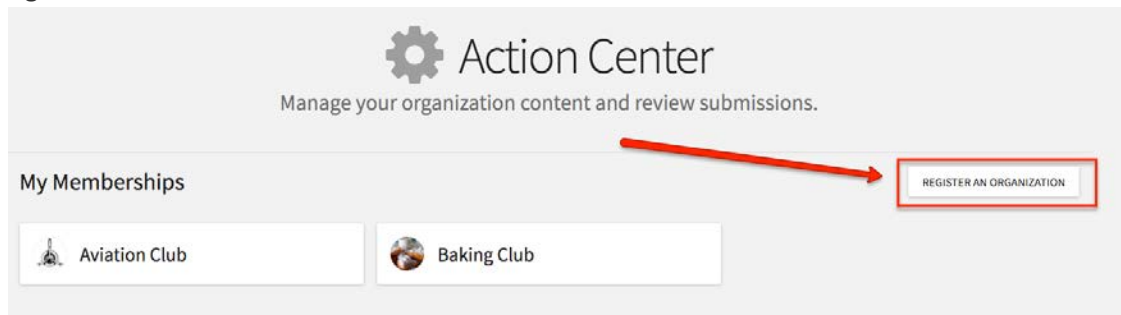 Action Center
Manage your organization content and review submissions.
My Memberships
REGISTER AN ORGANIZATION
Aviation Club
Baking Club